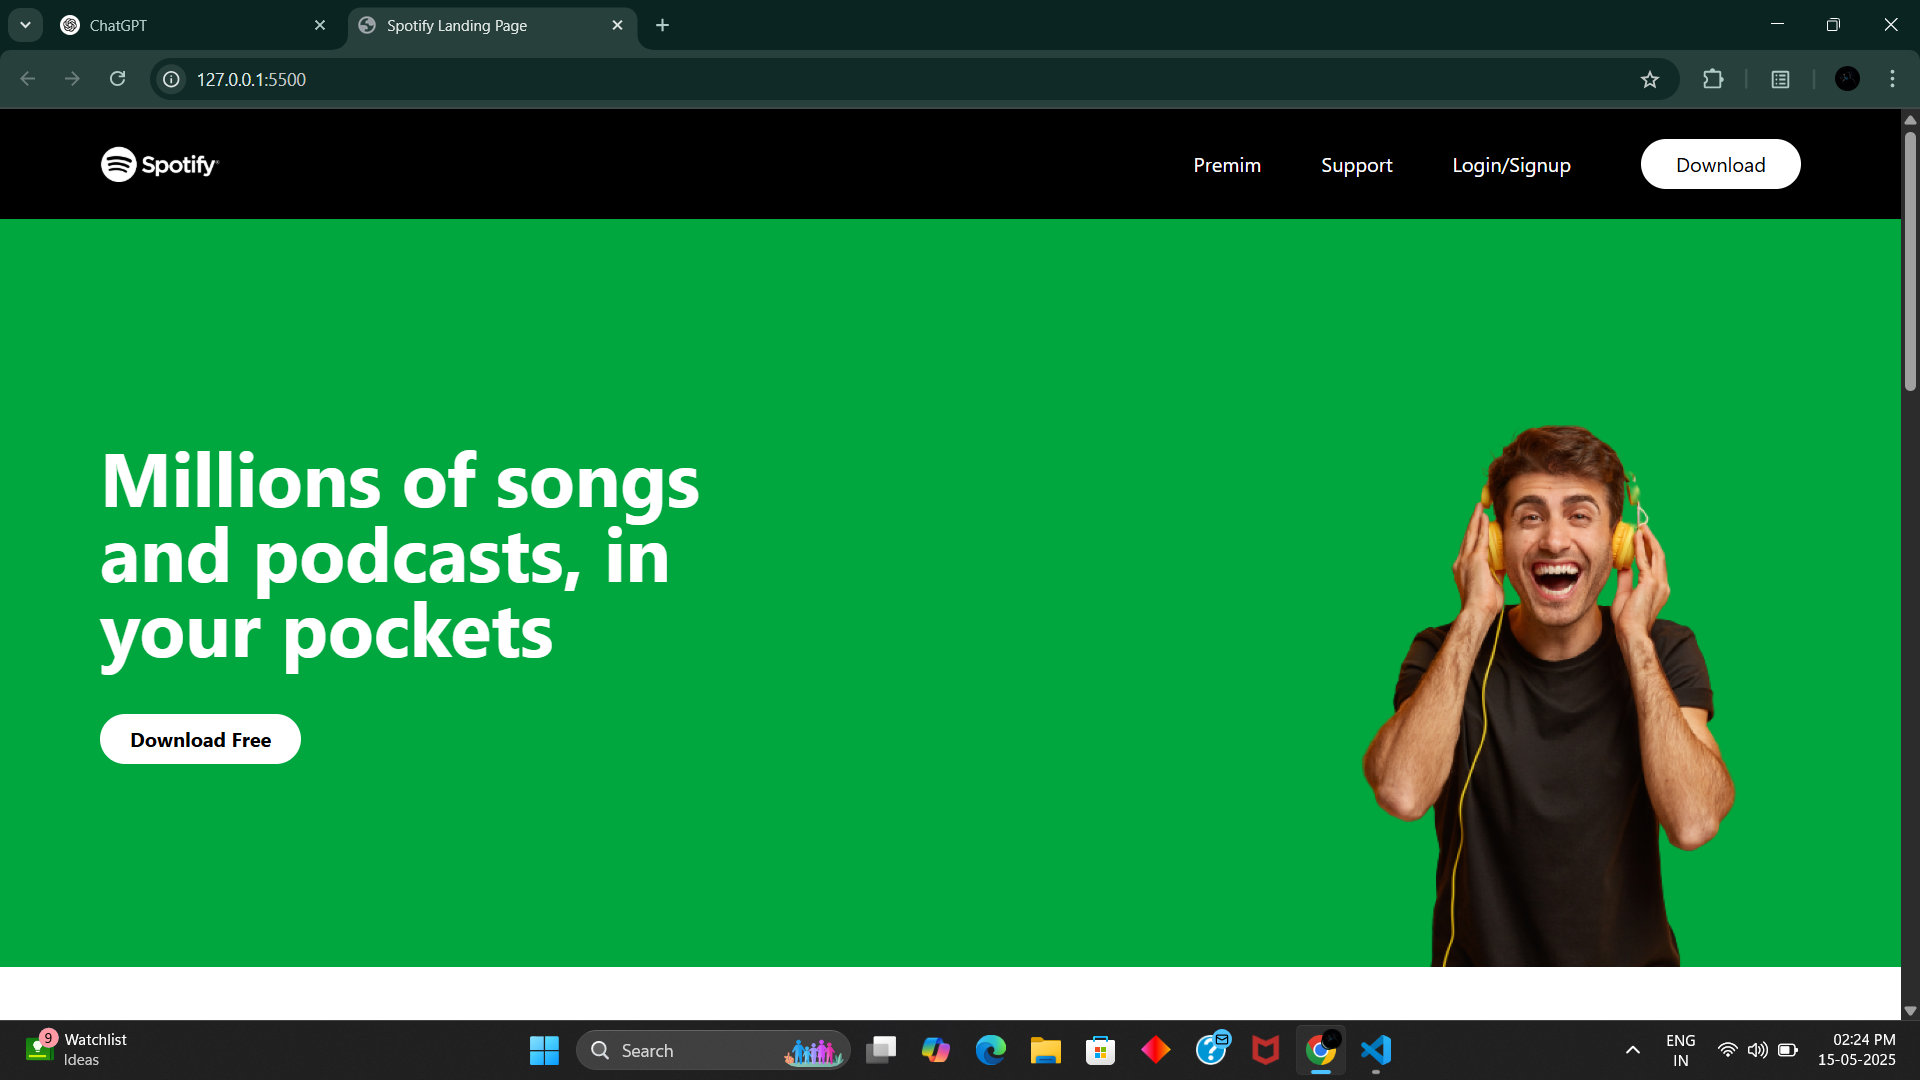 ChatGPT
Spotify Landing Page
127.0.0.1:5500
Spotify
Premim
Support
Login/Signup
Download
Millions of songs
and podcasts, in
your pockets
Download Free
9
Watchlist
Ideas
Search
ENG
IN
02:24 PM
15-05-2025